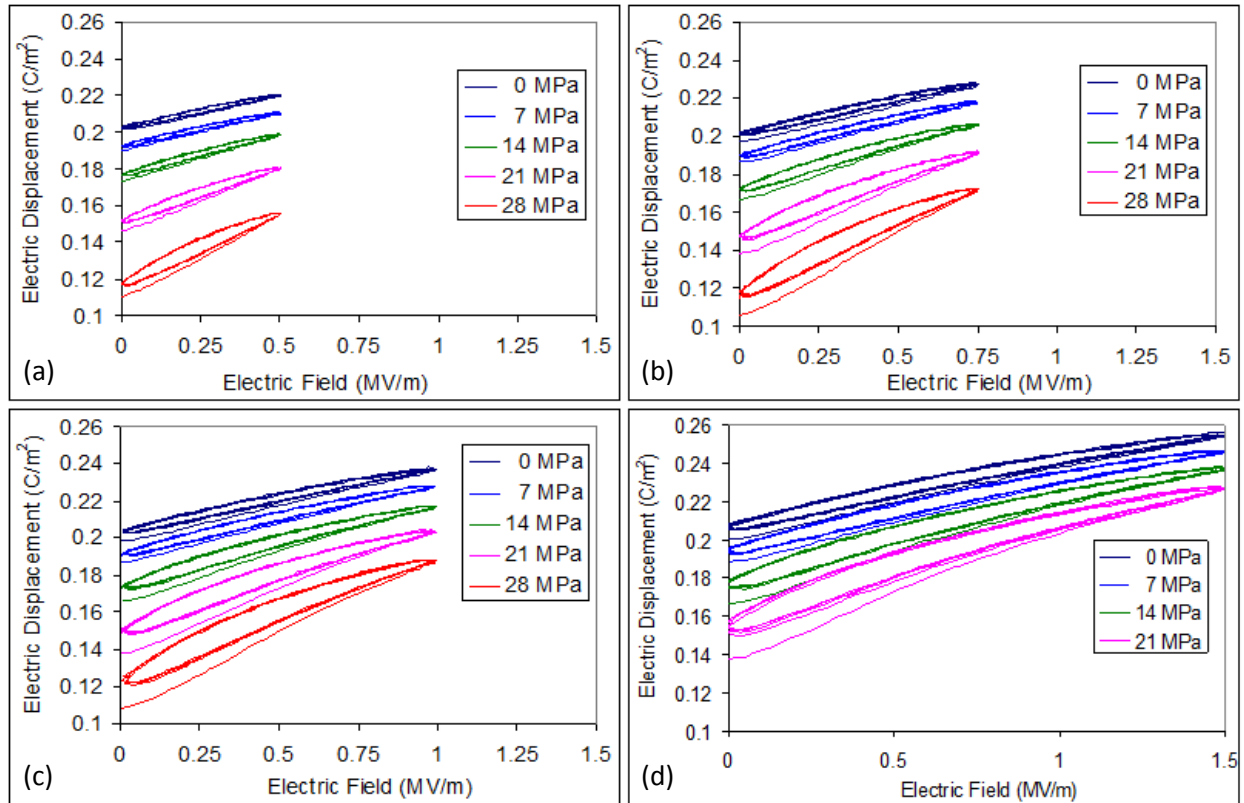 Electric Displacement (C/m²)
0.26
0.24
0.22
0.2
0.18
0.16
0.14
0.12
0.1
0 MPa
7 MPa
14 MPa
21 MPa
28 MPa
0 0.25 0.5 0.75 1 1.25 1.5
(a)
Electric Field (MV/m)
Electric Displacement (C/m²)
0.26
0.24
0.22
0.2
0.18
0.16
0.14
0.12
0.1
0 MPa
7 MPa
14 MPa
21 MPa
28 MPa
0 0.25 0.5 0.75 1 1.25 1.5
(b)
Electric Field (MV/m)
Electric Displacement (C/m²)
0.26
0.24
0.22
0.2
0.18
0.16
0.14
0.12
0.1
0 MPa
7 MPa
14 MPa
21 MPa
28 MPa
0 0.25 0.5 0.75 1 1.25 1.5
(c)
Electric Field (MV/m)
Electric Displacement (C/m²)
0.26
0.24
0.22
0.2
0.18
0.16
0.14
0.12
0.1
0 MPa
7 MPa
14 MPa
21 MPa
0.0 0.5 1.0 1.5
(d)
Electric Field (MV/m)